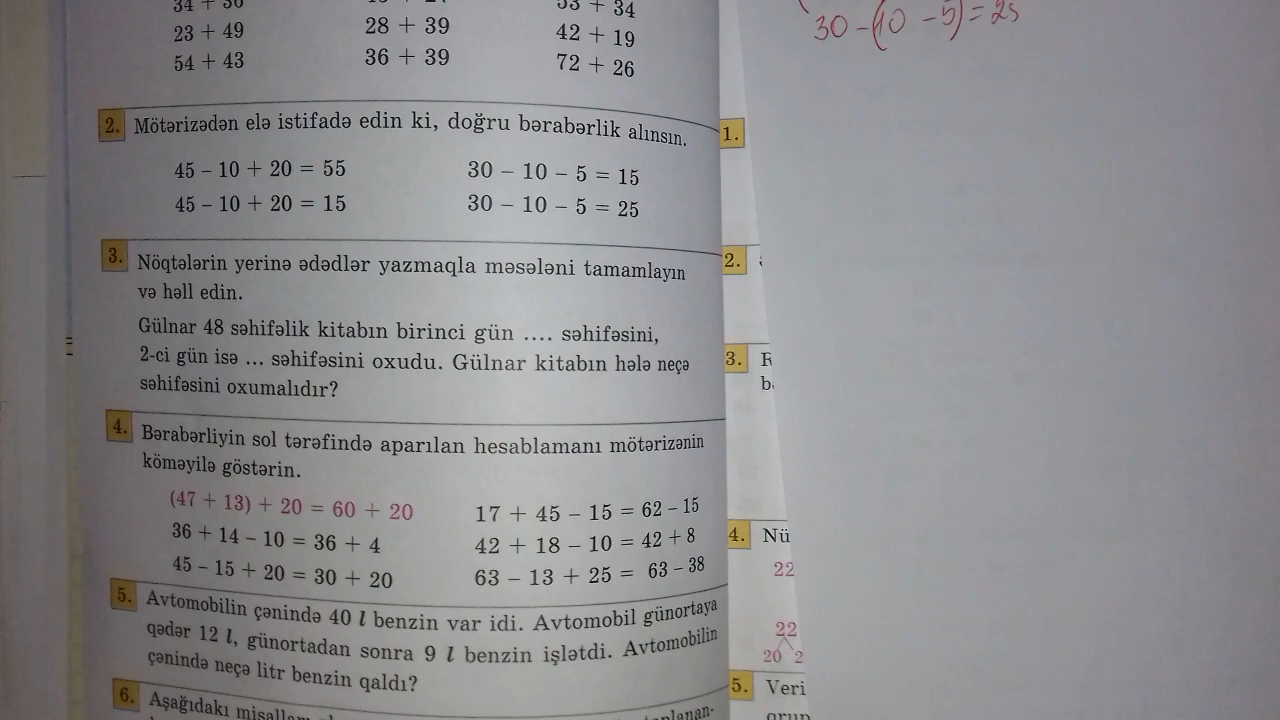 34 + 30
53 + 34
23 + 49
28 + 39
42 + 19
54 + 43
36 + 39
72 + 26
30 - (10 - 5) = 25
2. Mötərizədən elə istifadə edin ki, doğru bərabərlik alınsın.
45 – 10 + 20 = 55
30 – 10 – 5 = 15
45 – 10 + 20 = 15
30 – 10 – 5 = 25
3. Nöqtələrin yerinə ədədlər yazmaqla məsələni tamamlayın
və həll edin.
Gülnar 48 səhifəlik kitabın birinci gün .... səhifəsini,
2-ci gün isə ... səhifəsini oxudu. Gülnar kitabın hələ neçə
səhifəsini oxumalıdır?
4. Bərabərliyin sol tərəfində aparılan hesablamanı mötərizənin
köməyilə göstərin.
(47 + 13) + 20 = 60 + 20
17 + 45 – 15 = 62 – 15
36 + 14 – 10 = 36 + 4
42 + 18 – 10 = 42 + 8
45 – 15 + 20 = 30 + 20
63 – 13 + 25 = 63 – 38
5. Avtomobilin çənində 40 l benzin var idi. Avtomobil günortaya
qədər 12 l, günortadan sonra 9 l benzin işlətdi. Avtomobilin
çənində neçə litr benzin qaldı?
6. Aşağıdakı
1.
2.
3.
4. Nü
22
22
20 2
5. Veri
qrup